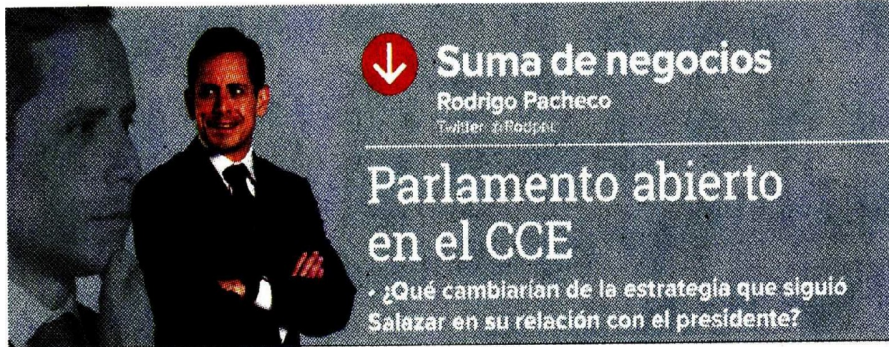 Suma de negocios
Rodrigo Pacheco
Twitter
Parlamento abierto
en el CCE
• ¿Qué cambiarian de la estrategia que siguió
Salazar en su relación con el presidente?